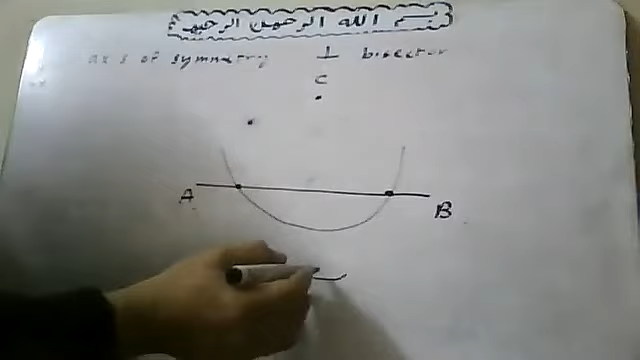 بسم الله الرحمن الرحيم
axis of symmetry ⊥ bisector
C
A
B